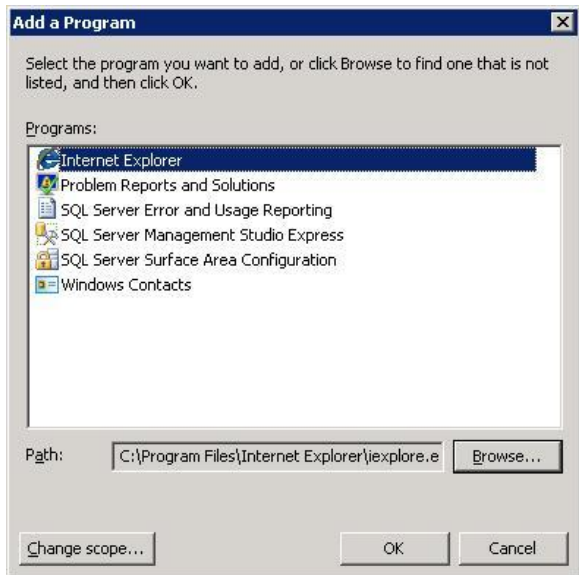 Add a Program
Select the program you want to add, or click Browse to find one that is not
listed, and then click OK.
Programs:
Internet Explorer
Problem Reports and Solutions
SQL Server Error and Usage Reporting
SQL Server Management Studio Express
SQL Server Surface Area Configuration
Windows Contacts
Path: C:\Program Files\Internet Explorer\iexplore.e Browse...
Change scope... OK Cancel